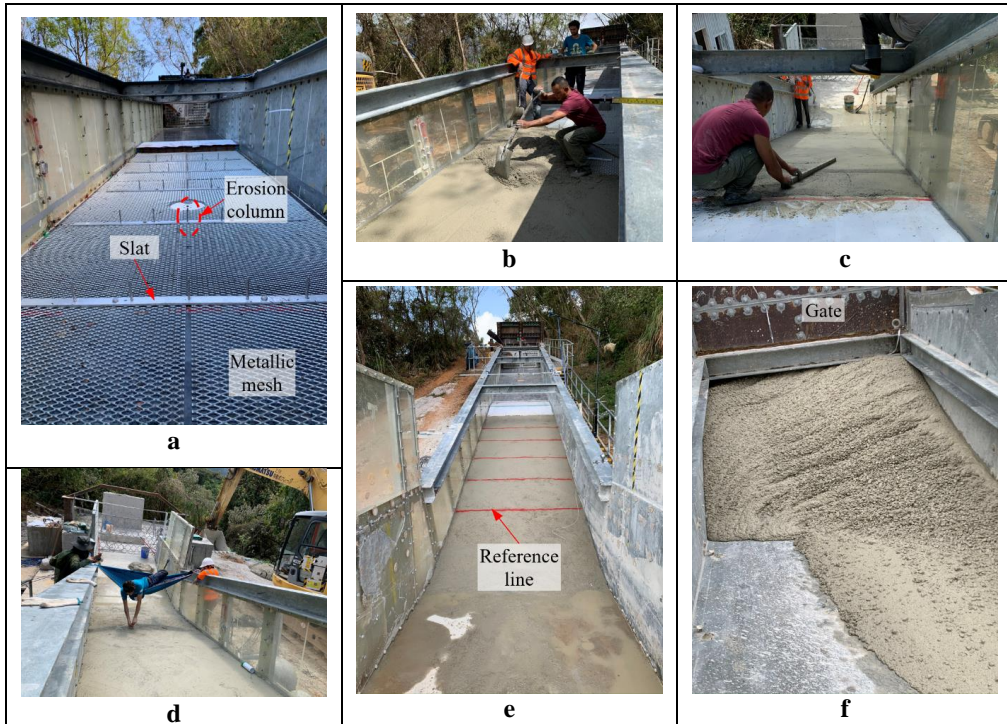 Erosion
column
Slat
Metallic
mesh
a
b
c
d
Reference
line
e
Gate
f